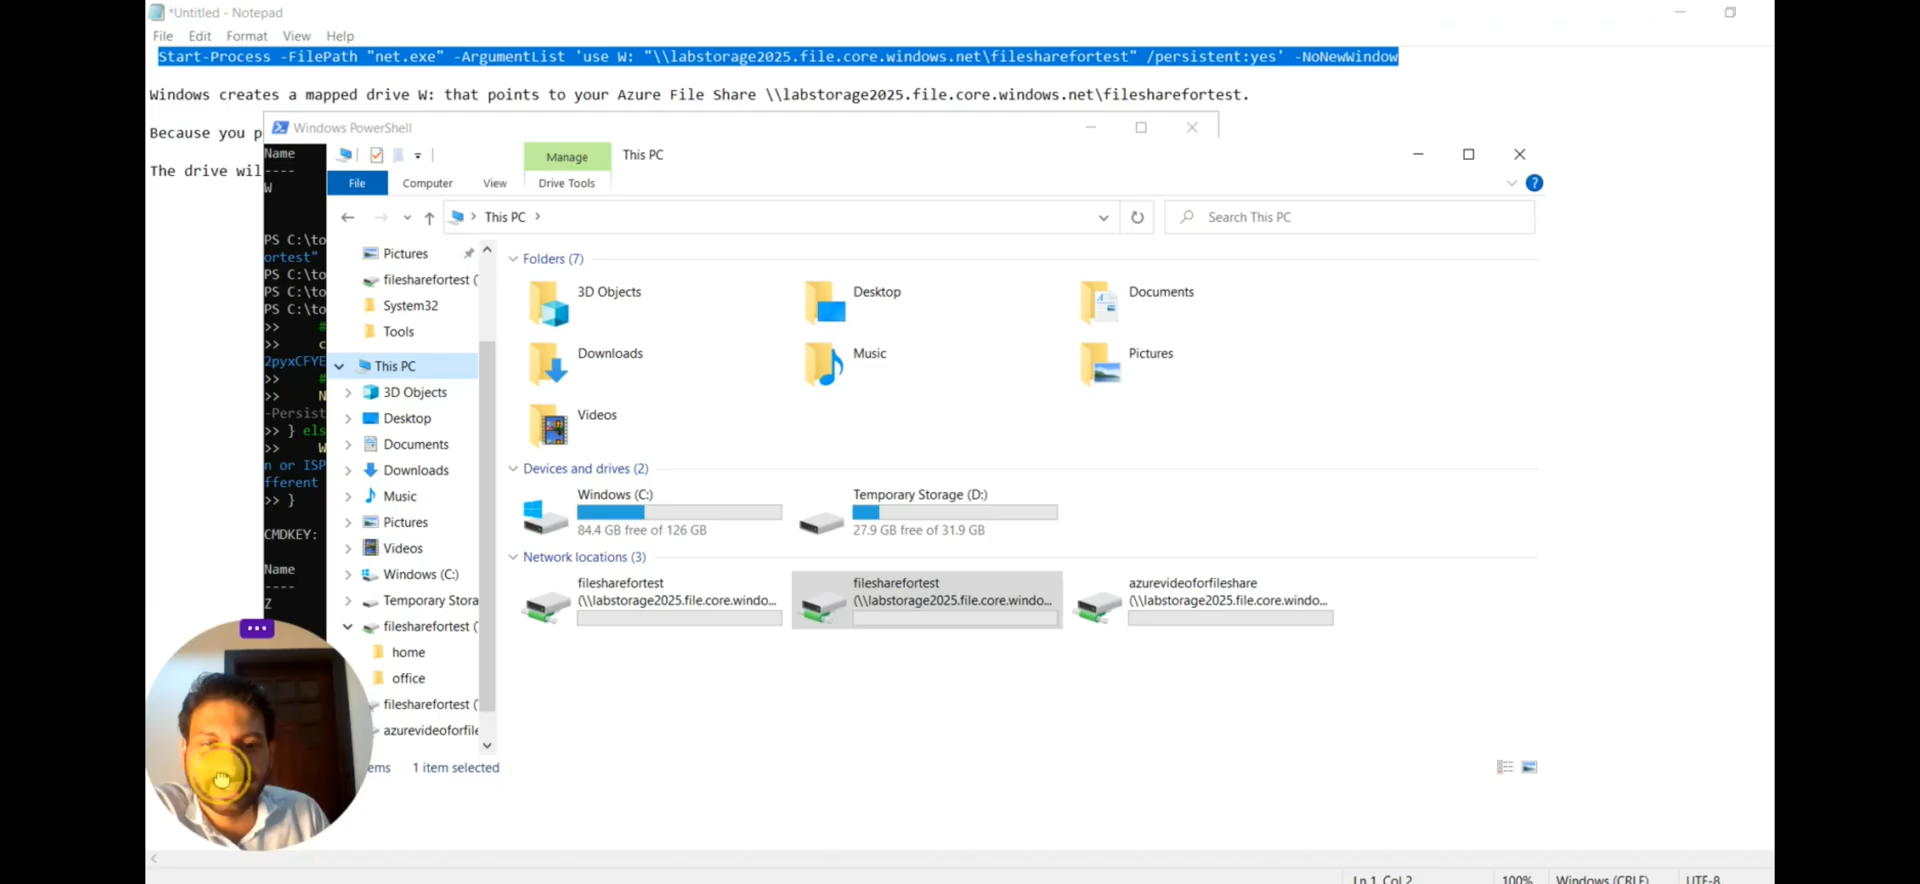 *Untitled - Notepad
File Edit Format View Help
Start-Process -FilePath "net.exe" -ArgumentList 'use W: "\\labstorage2025.file.core.windows.net\filesharefortest" /persistent:yes' -NoNewWindow
Windows creates a mapped drive W: that points to your Azure File Share \\labstorage2025.file.core.windows.net\filesharefortest.
Because you p
The drive wil
Windows PowerShell
Name
----
W
PS C:\to
ortest"
PS C:\to
PS C:\to
PS C:\to
>> #
>> c
2pyxCFYE
>> #
>> N
-Persist
>> } els
>> W
n or ISP
fferent
>> }
CMDKEY:
Name
----
Z
Manage
This PC
File
Computer
View
Drive Tools
This PC
Search This PC
Pictures
filesharefortest (
System32
Tools
This PC
3D Objects
Desktop
Documents
Downloads
Music
Pictures
Videos
Windows (C:)
Temporary Stora
filesharefortest (
home
office
filesharefortest (
azurevideoforfile
Folders (7)
3D Objects
Desktop
Documents
Downloads
Music
Pictures
Videos
Devices and drives (2)
Windows (C:)
84.4 GB free of 126 GB
Temporary Storage (D:)
27.9 GB free of 31.9 GB
Network locations (3)
filesharefortest
(\\labstorage2025.file.core.windo...
filesharefortest
(\\labstorage2025.file.core.windo...
azurevideoforfileshare
(\\labstorage2025.file.core.windo...
ems
1 item selected
Ln 1, Col 2
100%
Windows (CRLF)
UTF-8